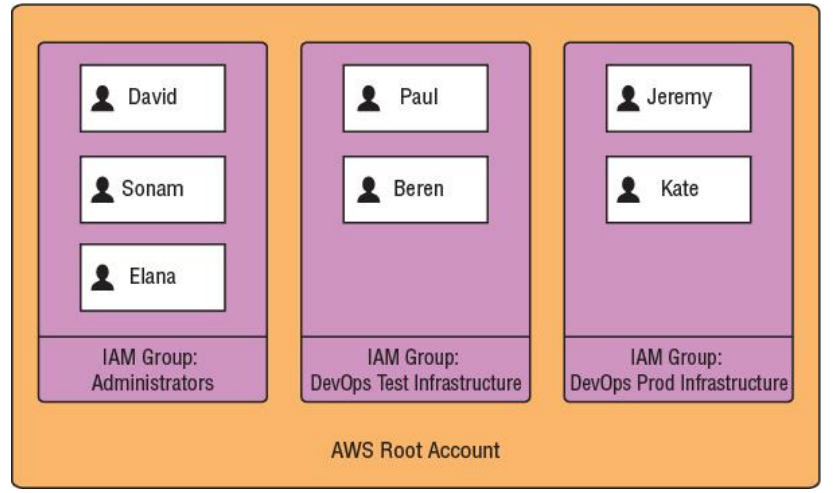 David
Sonam
Elana
IAM Group:
Administrators
Paul
Beren
IAM Group:
DevOps Test Infrastructure
Jeremy
Kate
IAM Group:
DevOps Prod Infrastructure
AWS Root Account